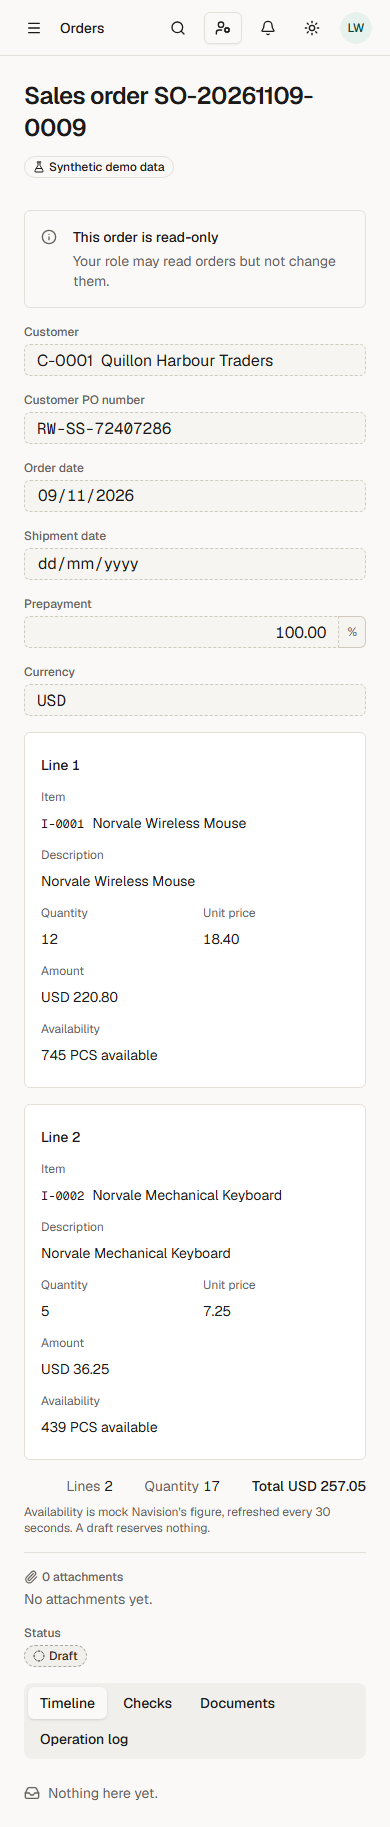 Orders
LW
Sales order SO-20261109-
0009
Synthetic demo data
This order is read-only
Your role may read orders but not change
them.
Customer
C-0001 Quillon Harbour Traders
Customer PO number
RW-SS-72407286
Order date
09/11/2026
Shipment date
dd/mm/yyyy
Prepayment
100.00 %
Currency
USD
Line 1
Item
I-0001 Norvale Wireless Mouse
Description
Norvale Wireless Mouse
Quantity Unit price
12 18.40
Amount
USD 220.80
Availability
745 PCS available
Line 2
Item
I-0002 Norvale Mechanical Keyboard
Description
Norvale Mechanical Keyboard
Quantity Unit price
5 7.25
Amount
USD 36.25
Availability
439 PCS available
Lines 2 Quantity 17 Total USD 257.05
Availability is mock Navision's figure, refreshed every 30
seconds. A draft reserves nothing.
0 attachments
No attachments yet.
Status
Draft
Timeline Checks Documents
Operation log
Nothing here yet.